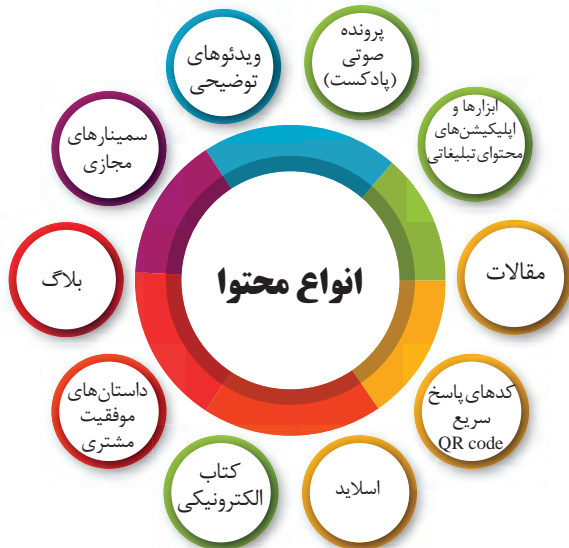 انواع محتوا
پرونده
صوتی
(پادکست)
ابزارها و
اپلیکیشن‌های
محتوای تبلیغاتی
مقالات
کدهای پاسخ
سریع
QR code
اسلاید
کتاب
الکترونیکی
داستان‌های
موفقیت
مشتری
بلاگ
سمینارهای
مجازی
ویدئوهای
توضیحی